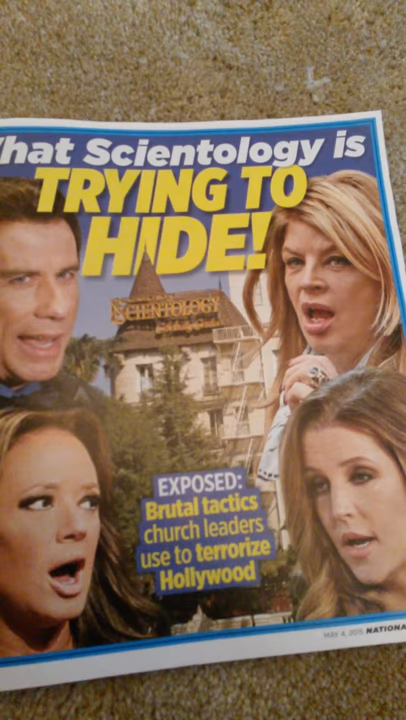 hat Scientology is
TRYING TO
HIDE!
SCIENTOLOGY
EXPOSED:
Brutal tactics
church leaders
use to terrorize
Hollywood
MAY 4, 2015 NATIONA